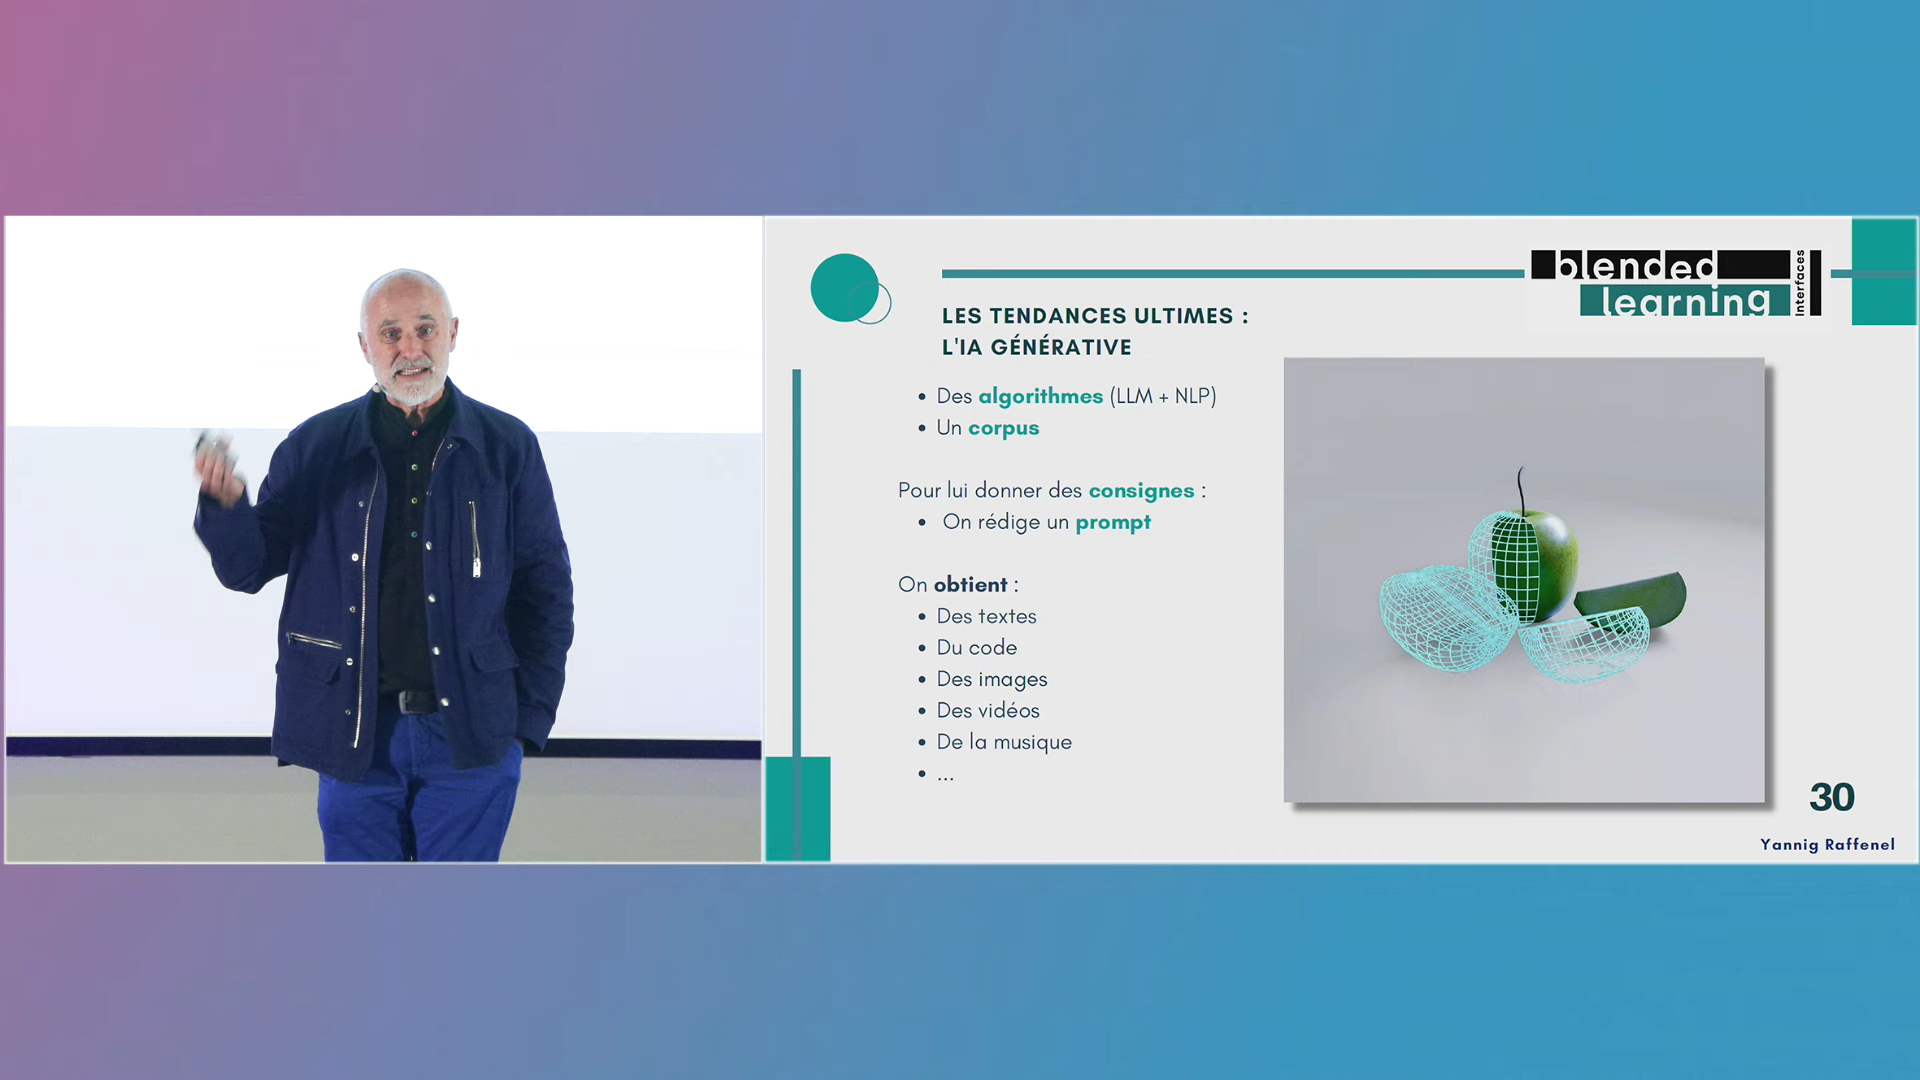 blended
learning
Interfaces
LES TENDANCES ULTIMES :
L'IA GÉNÉRATIVE
• Des algorithmes (LLM + NLP)
• Un corpus
Pour lui donner des consignes :
• On rédige un prompt
On obtient :
• Des textes
• Du code
• Des images
• Des vidéos
• De la musique
• ...
30
Yannig Raffenel